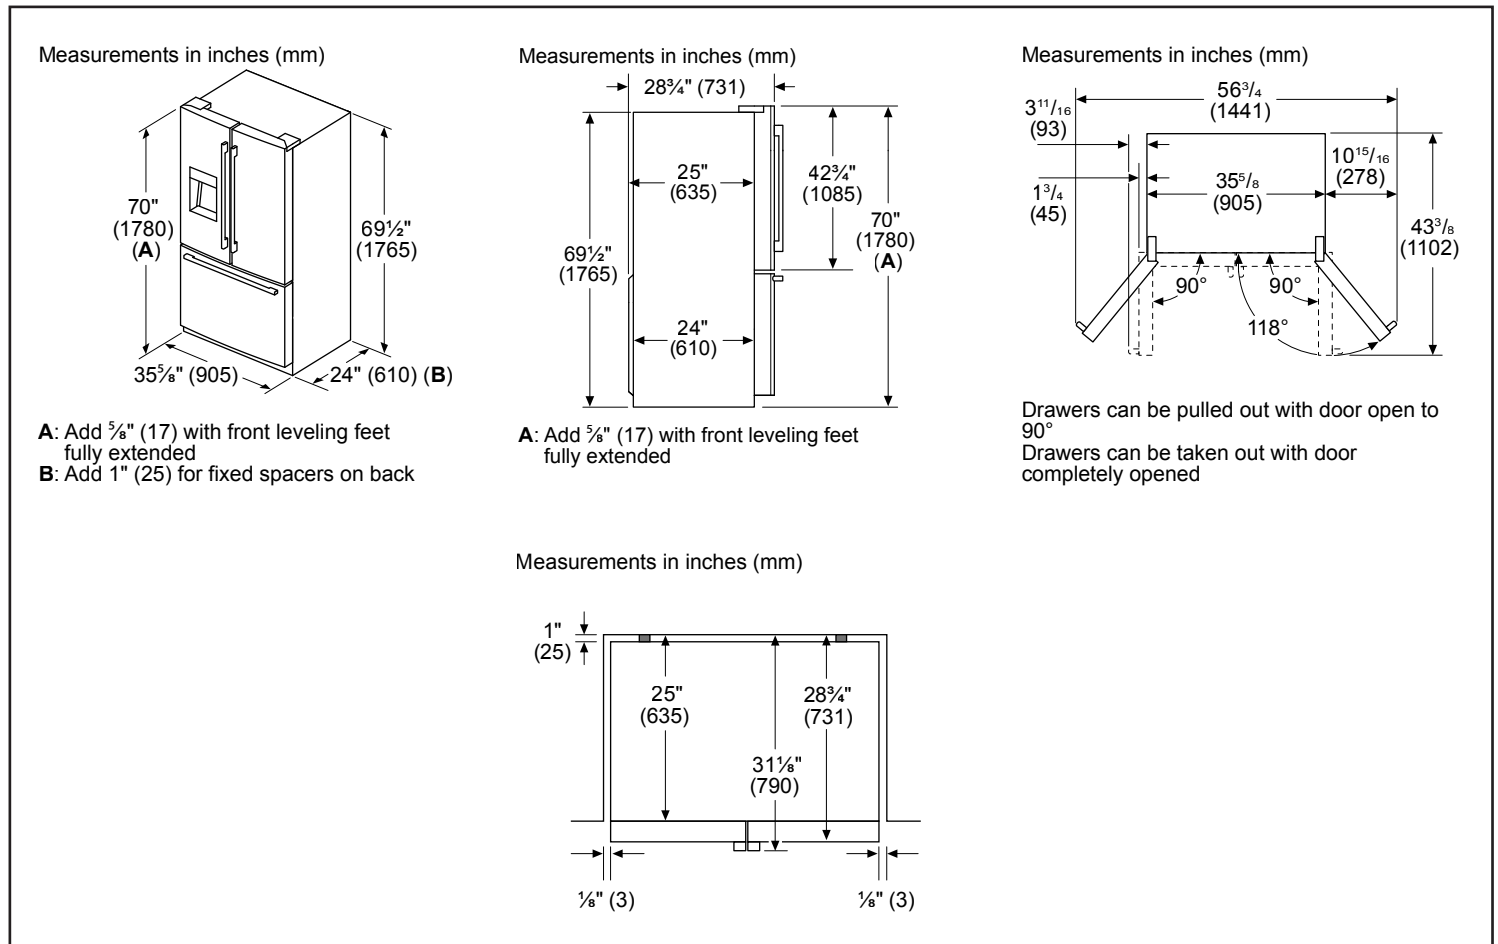 Measurements in inches (mm)
70"
(1780)
(A)
69½"
(1765)
35⅝" (905)
24" (610) (B)
A: Add ⅝" (17) with front leveling feet
fully extended
B: Add 1" (25) for fixed spacers on back
Measurements in inches (mm)
28¾" (731)
25"
(635)
42¾"
(1085)
70"
(1780)
(A)
69½"
(1765)
24"
(610)
A: Add ⅝" (17) with front leveling feet
fully extended
Measurements in inches (mm)
56³/₄
(1441)
3¹¹/₁₆
(93)
10¹⁵/₁₆
(278)
1³/₄
(45)
35⁵/₈
(905)
43³/₈
(1102)
90°
90°
118°
Drawers can be pulled out with door open to
90°
Drawers can be taken out with door
completely opened
Measurements in inches (mm)
1"
(25)
25"
(635)
28¾"
(731)
31⅛"
(790)
⅛" (3)
⅛" (3)